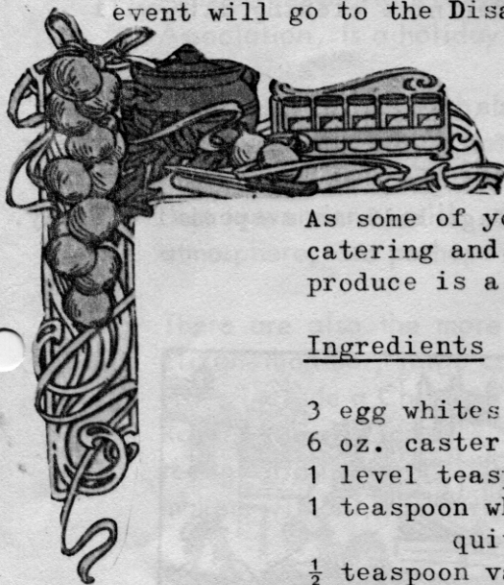 event will go to the Disa
As some of yo
catering and
produce is a
Ingredients
3 egg whites
6 oz. caster
1 level teasp
1 teaspoon wh
qui
½ teaspoon v